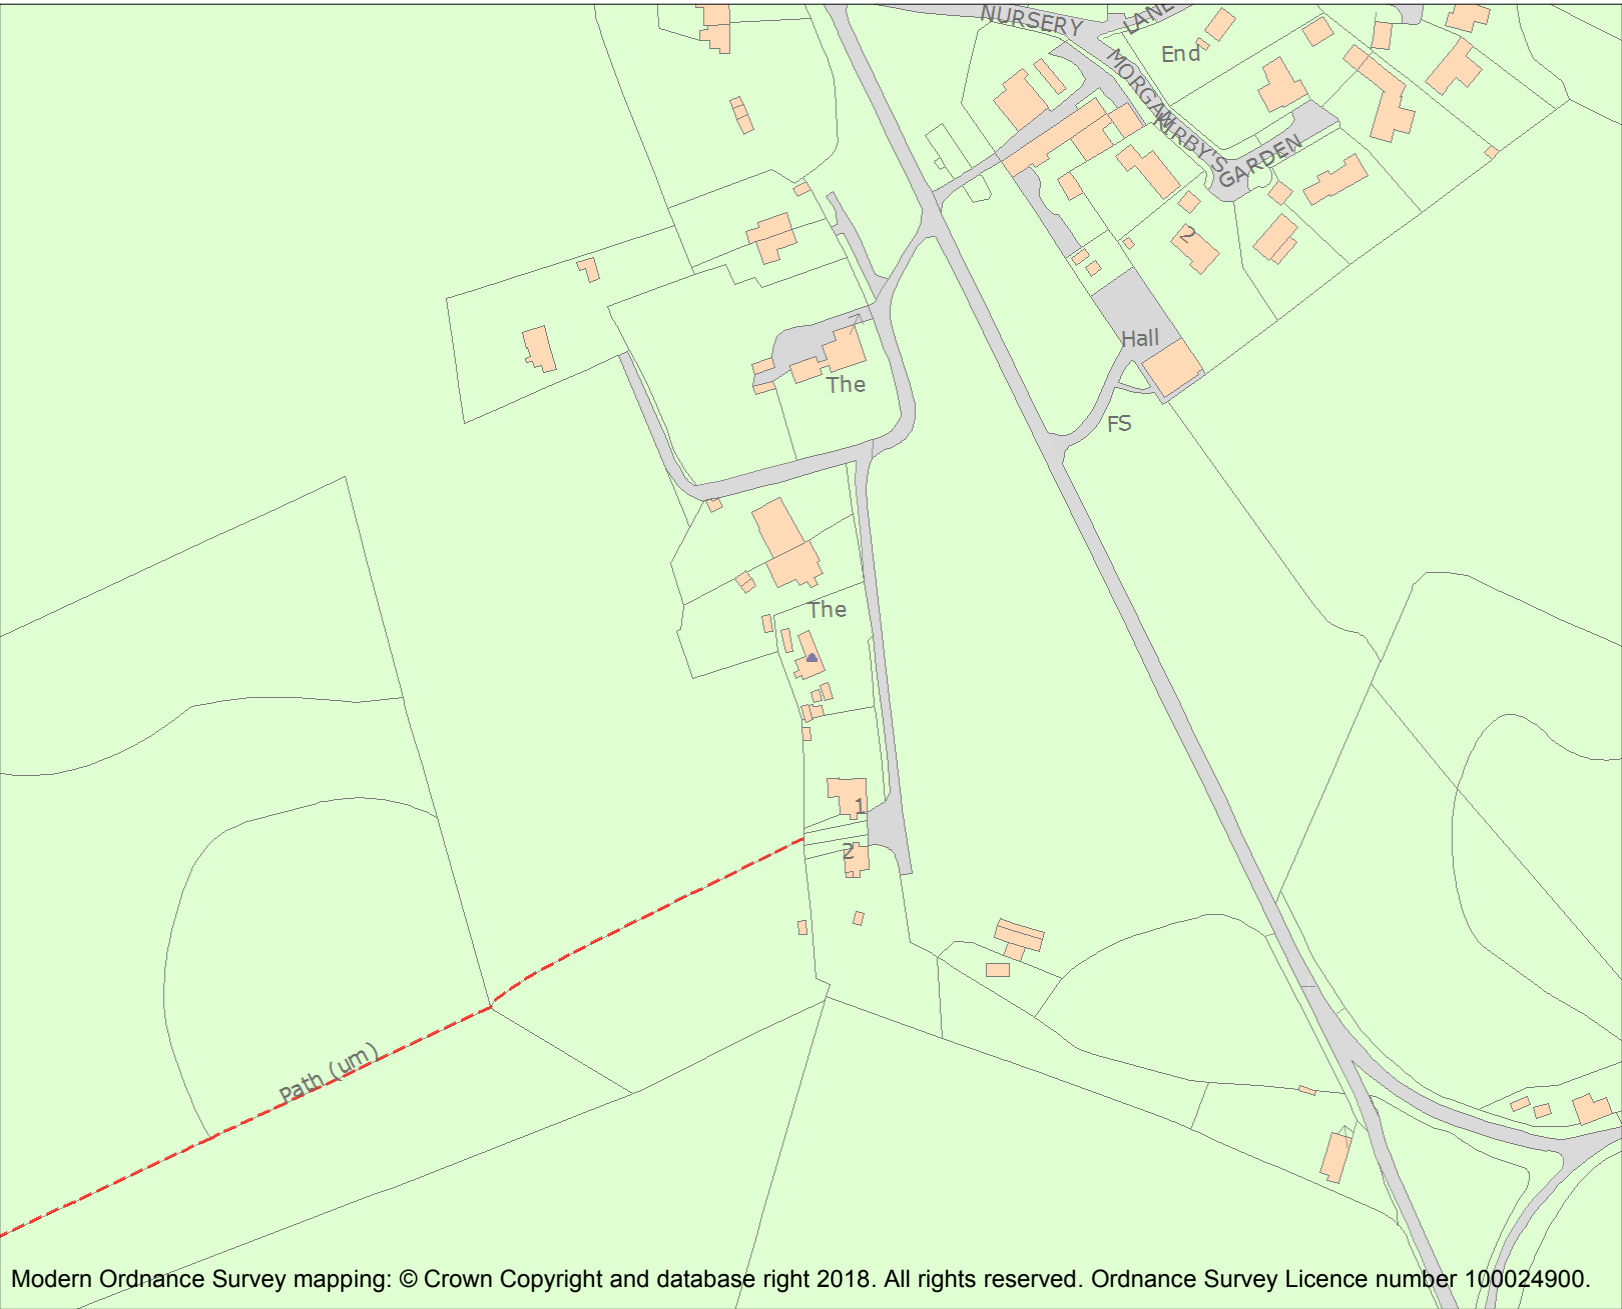 NURSERY
LANE
End
MORGAN
KIRBY'S
GARDEN
2
Hall
The
FS
The
1
2
Path (um)
Modern Ordnance Survey mapping: © Crown Copyright and database right 2018. All rights reserved. Ordnance Survey Licence number 100024900.